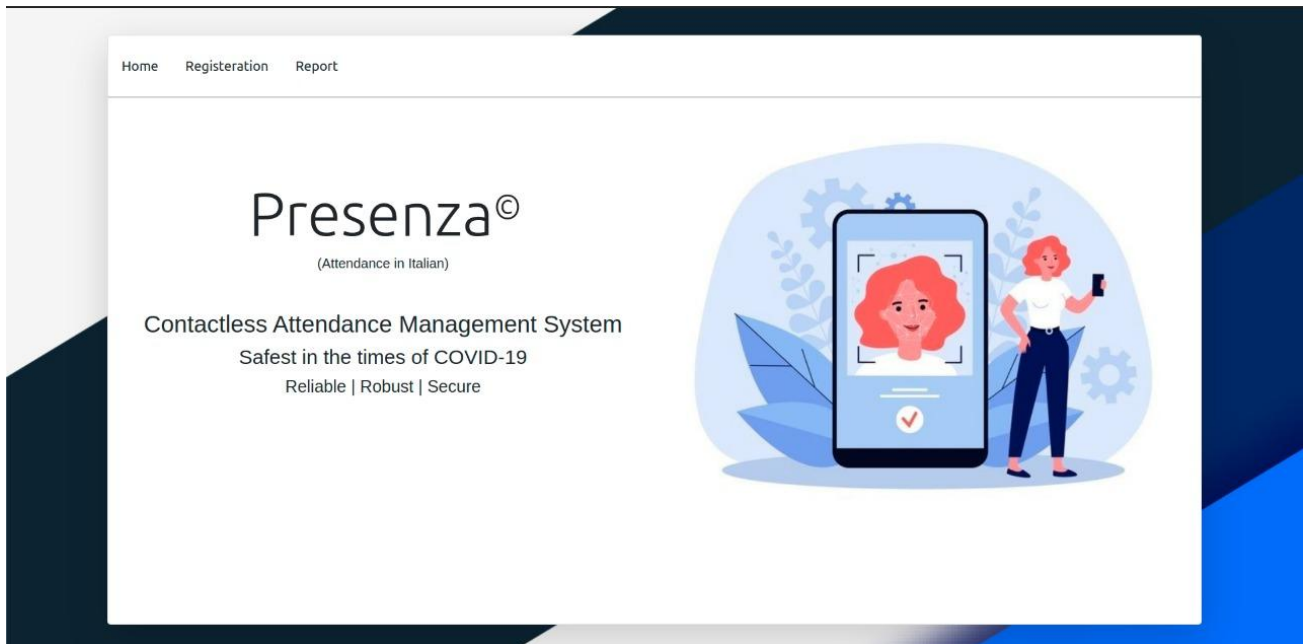 Home Registeration Report
Presenza©
(Attendance in Italian)
Contactless Attendance Management System
Safest in the times of COVID-19
Reliable | Robust | Secure